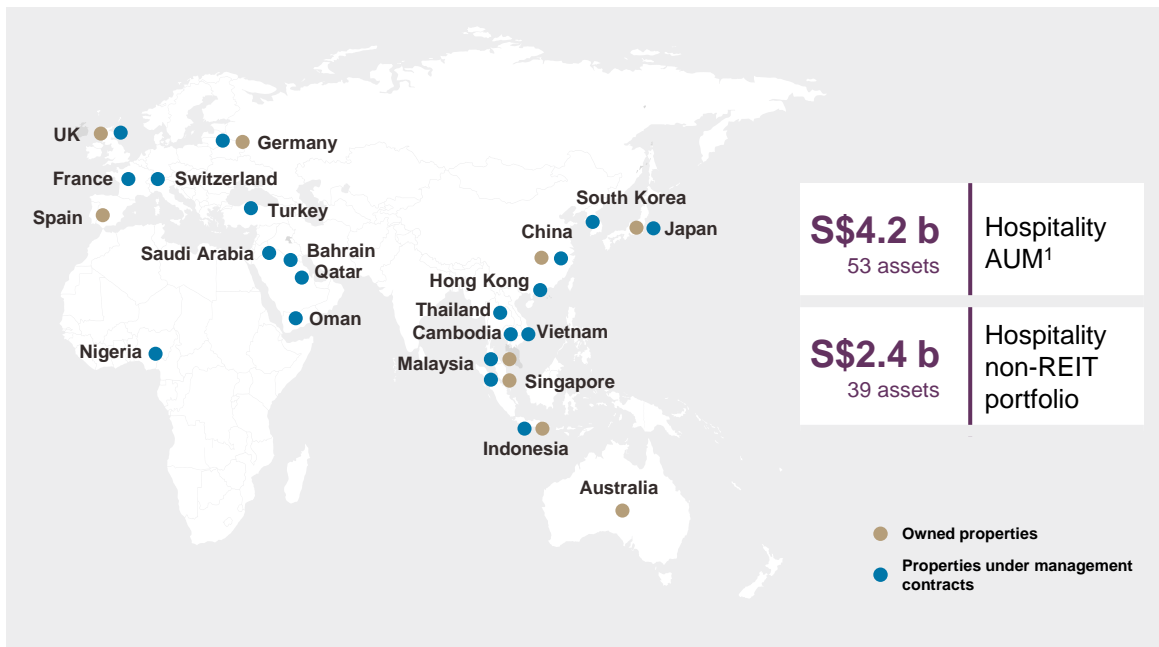 UK
Germany
France
Switzerland
Spain
Turkey
Saudi Arabia
Bahrain
Qatar
Oman
Nigeria
South Korea
Japan
China
Hong Kong
Thailand
Cambodia
Vietnam
Malaysia
Singapore
Indonesia
Australia
S$4.2 b
53 assets
Hospitality
AUM¹
S$2.4 b
39 assets
Hospitality
non-REIT
portfolio
Owned properties
Properties under management
contracts